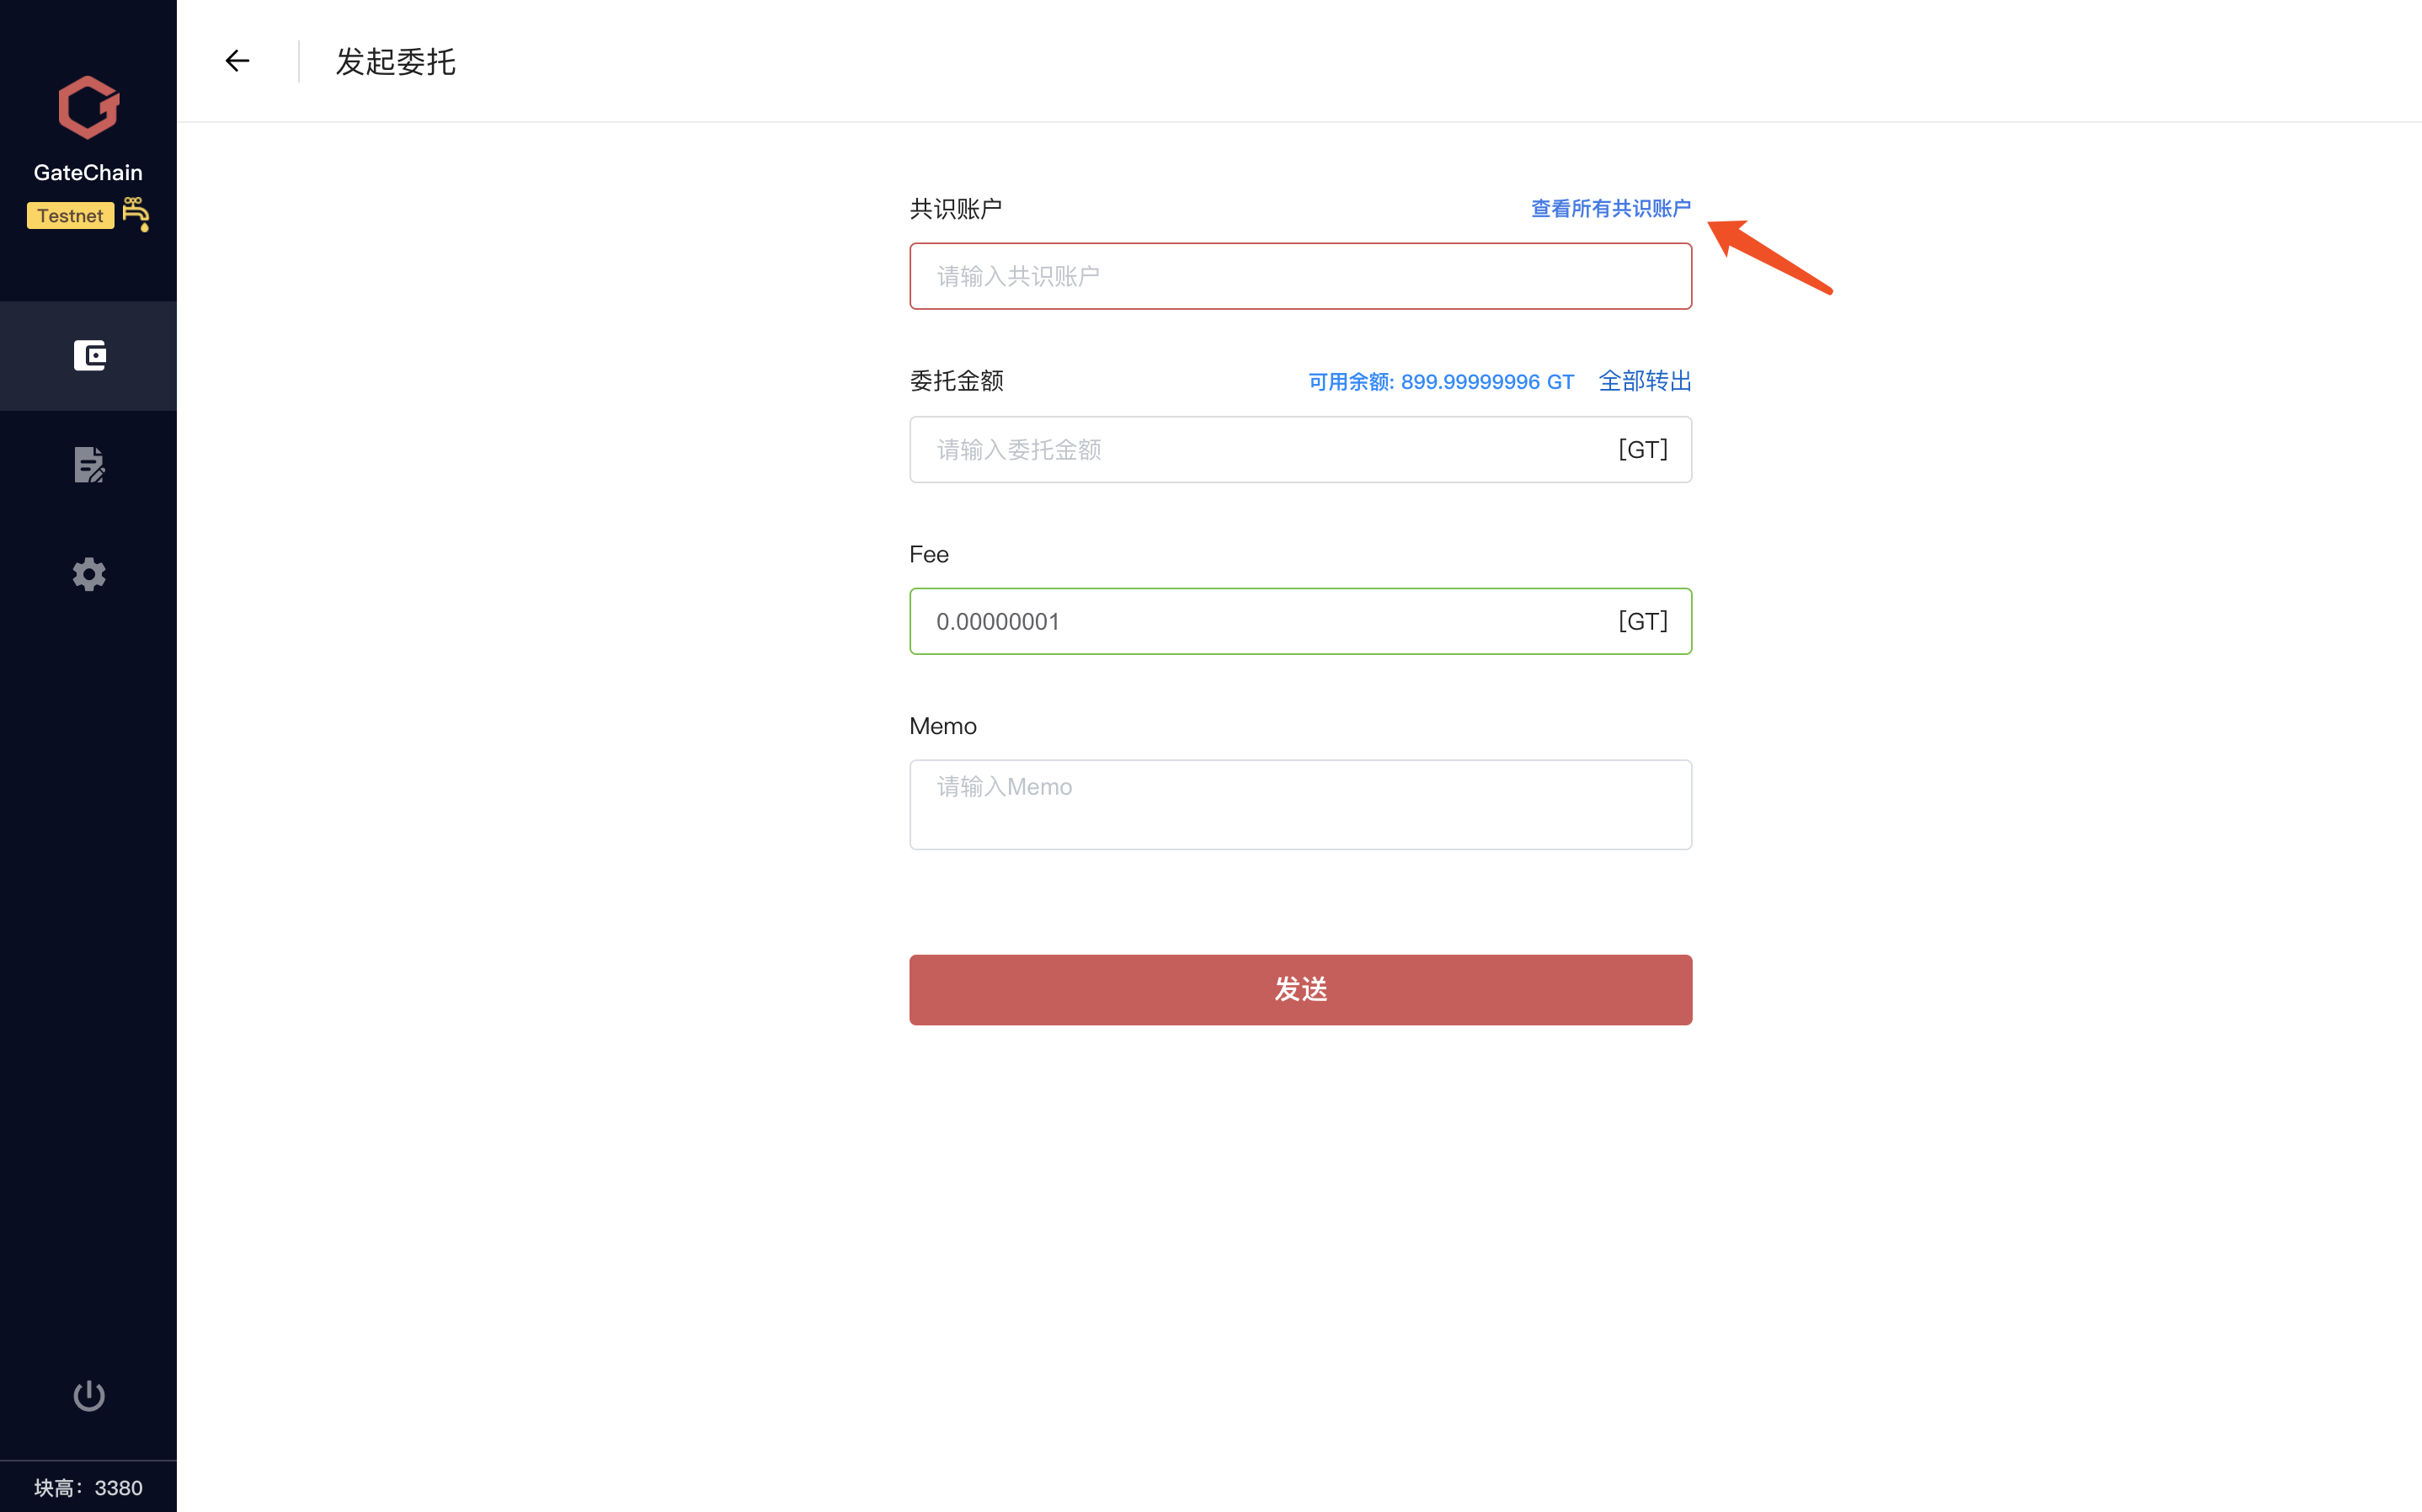 GateChain
Testnet
块高：3380
发起委托
共识账户
查看所有共识账户
请输入共识账户
委托金额
可用余额: 899.99999996 GT
全部转出
请输入委托金额
[GT]
Fee
0.00000001
[GT]
Memo
请输入Memo
发送